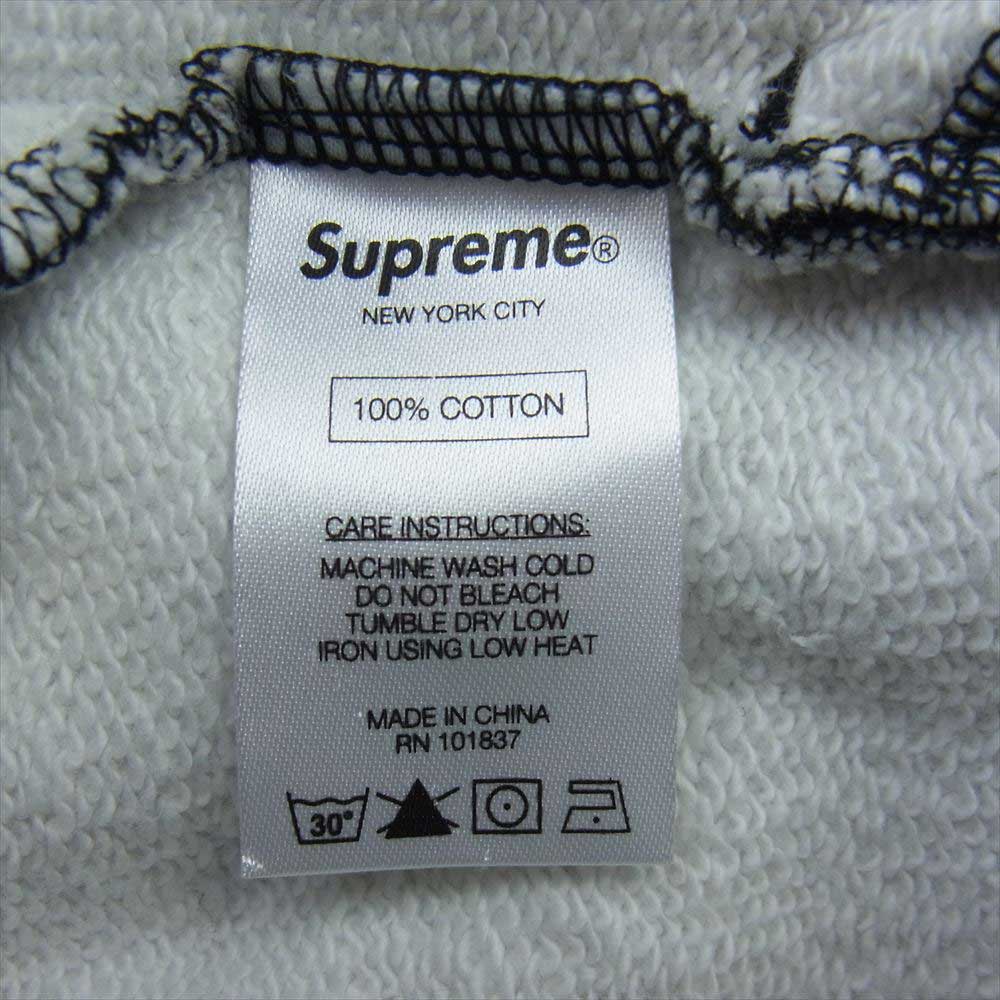 Supreme®
NEW YORK CITY
100% COTTON
CARE INSTRUCTIONS:
MACHINE WASH COLD
DO NOT BLEACH
TUMBLE DRY LOW
IRON USING LOW HEAT
MADE IN CHINA
RN 101837
30°